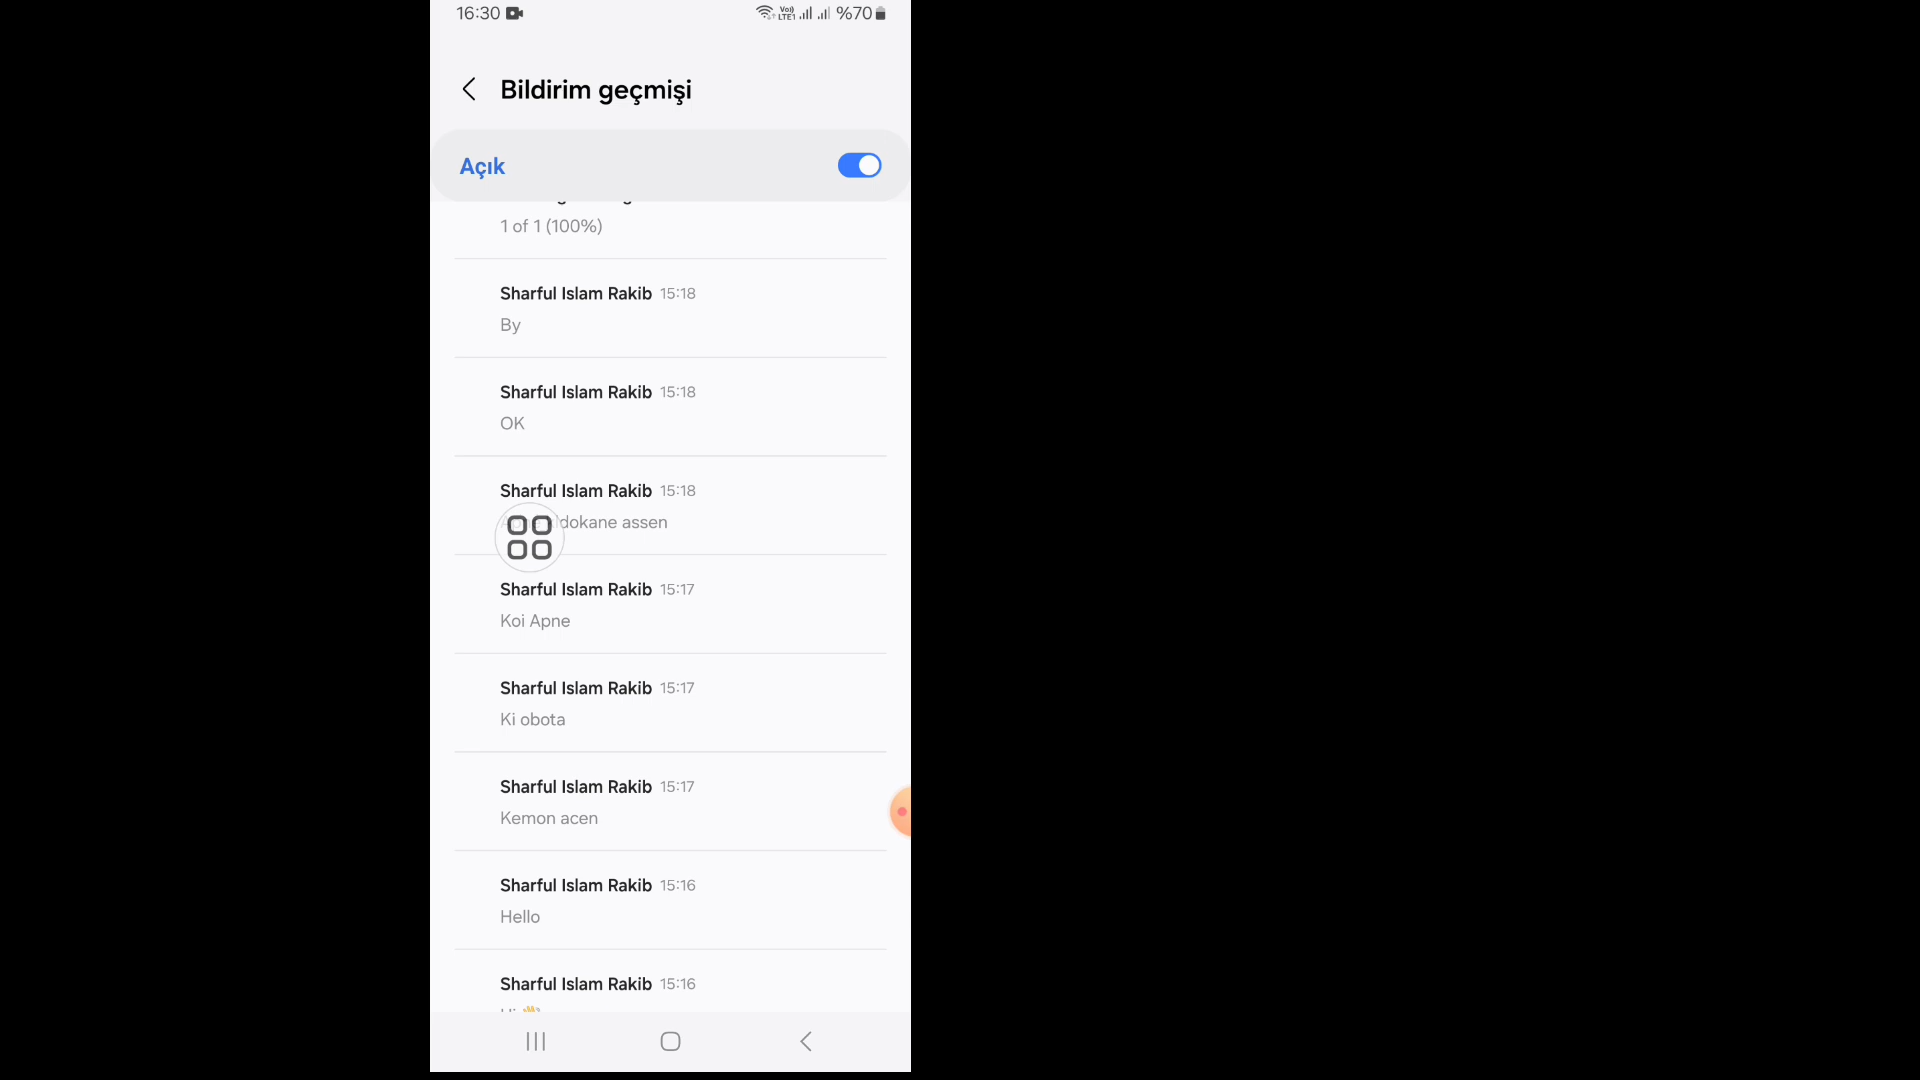 16:30 Vo)) LTE1 %70
Bildirim geçmişi
Açık
1 of 1 (100%)
Sharful Islam Rakib 15:18
By
Sharful Islam Rakib 15:18
OK
Sharful Islam Rakib 15:18
dokane assen
Sharful Islam Rakib 15:17
Koi Apne
Sharful Islam Rakib 15:17
Ki obota
Sharful Islam Rakib 15:17
Kemon acen
Sharful Islam Rakib 15:16
Hello
Sharful Islam Rakib 15:16